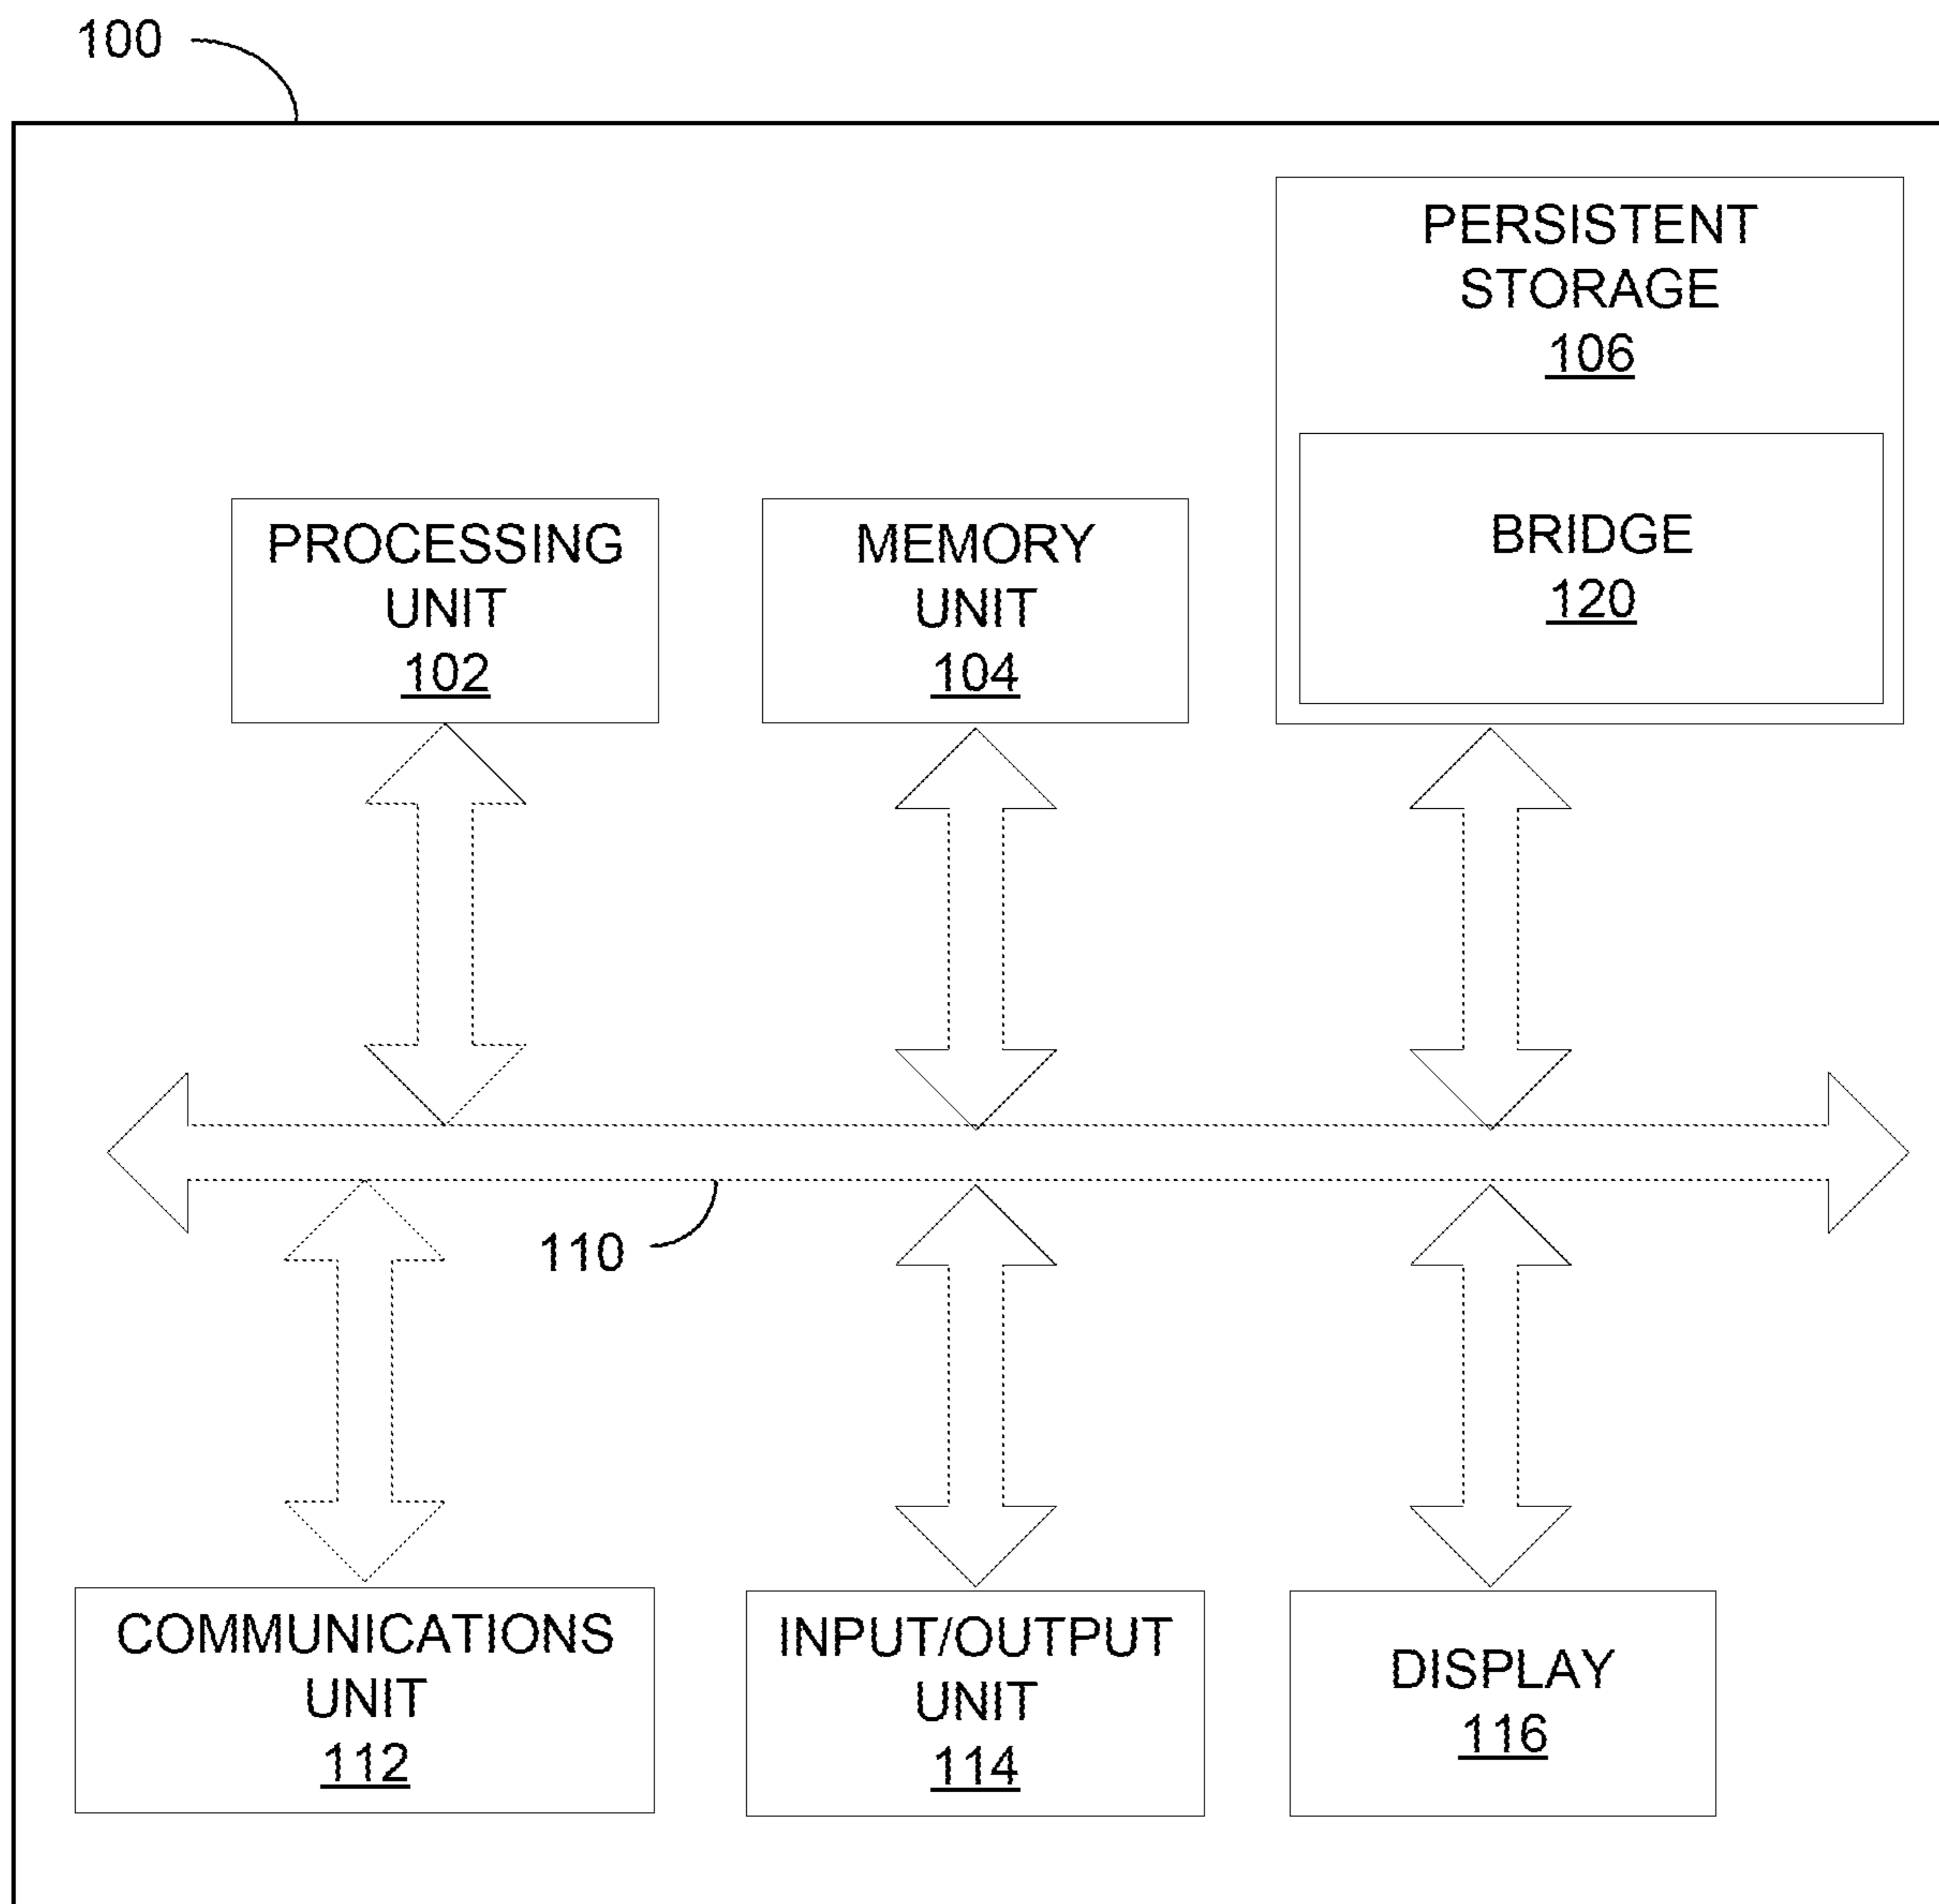 100
PERSISTENT
STORAGE
106
PROCESSING
UNIT
102
MEMORY
UNIT
104
BRIDGE
120
110
COMMUNICATIONS
UNIT
112
INPUT/OUTPUT
UNIT
114
DISPLAY
116